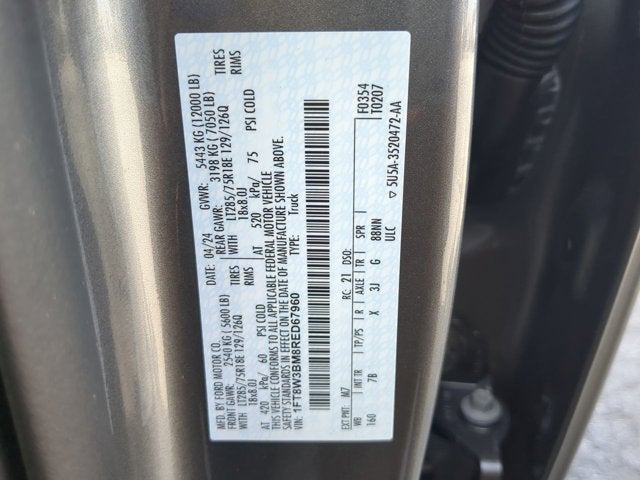 MFD. BY FORD MOTOR CO. DATE: 04/24 GVWR: 5443 KG (12000 LB)
FRONT GAWR: 2540 KG (5600 LB) REAR GAWR: 3198 KG (7050 LB)
WITH LT285/75R18E 129/126Q TIRES WITH LT285/75R18E 129/126Q TIRES
18x8.0J RIMS 18x8.0J RIMS
AT 420 kPa/ 60 PSI COLD AT 520 kPa/ 75 PSI COLD
THIS VEHICLE CONFORMS TO ALL APPLICABLE FEDERAL MOTOR VEHICLE
SAFETY STANDARDS IN EFFECT ON THE DATE OF MANUFACTURE SHOWN ABOVE.
VIN: 1FT8W3BM8RED67960 TYPE: Truck
F0354
T0207
EXT PNT: M7 RC: 21 DSO:
WB INT TR TP/PS R AXLE TR SPR
160 7B X 3J G 88NN
ULC
▽ 5U5A-3520472-AA